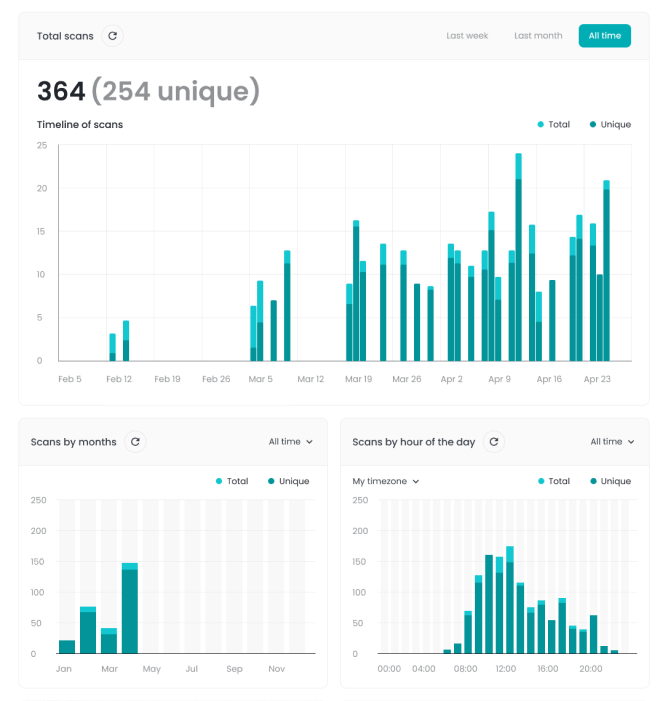 Total scans Last week Last month All time
364 (254 unique)
Timeline of scans Total Unique
25
20
15
10
5
0
Feb 5 Feb 12 Feb 19 Feb 26 Mar 5 Mar 12 Mar 19 Mar 26 Apr 2 Apr 9 Apr 16 Apr 23
Scans by months All time
Total Unique
250
200
150
100
50
0
Jan Mar May Jul Sep Nov
Scans by hour of the day All time
My timezone Total Unique
250
200
150
100
50
0
00:00 04:00 08:00 12:00 16:00 20:00